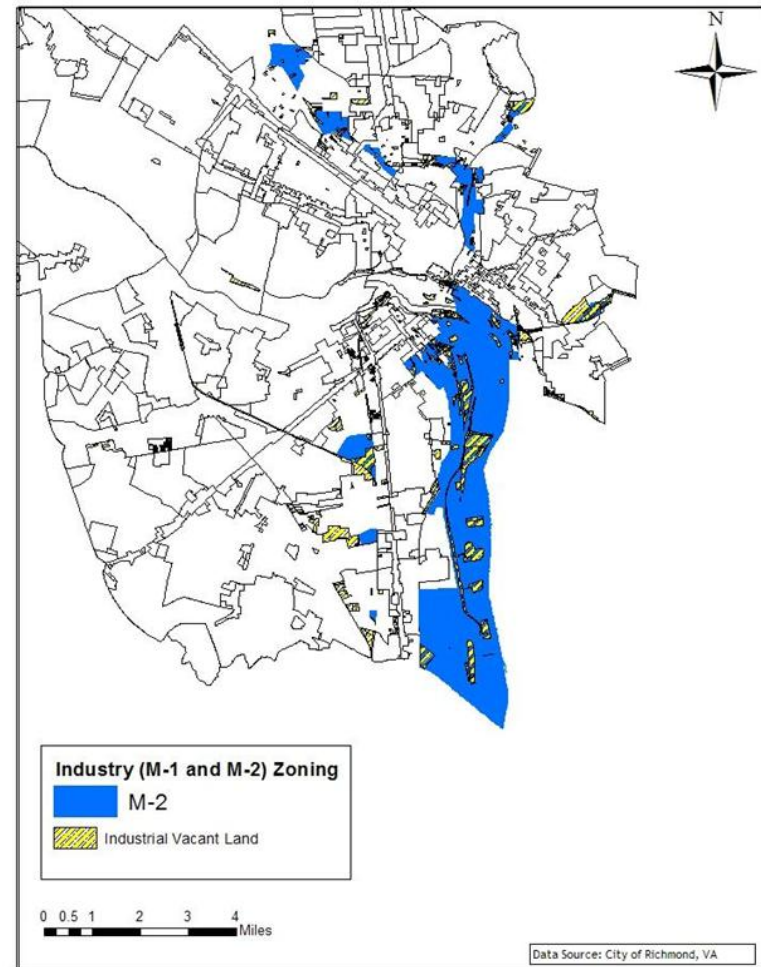 N
Industry (M-1 and M-2) Zoning
M-2
Industrial Vacant Land
0 0.5 1 2 3 4
Miles
Data Source: City of Richmond, VA